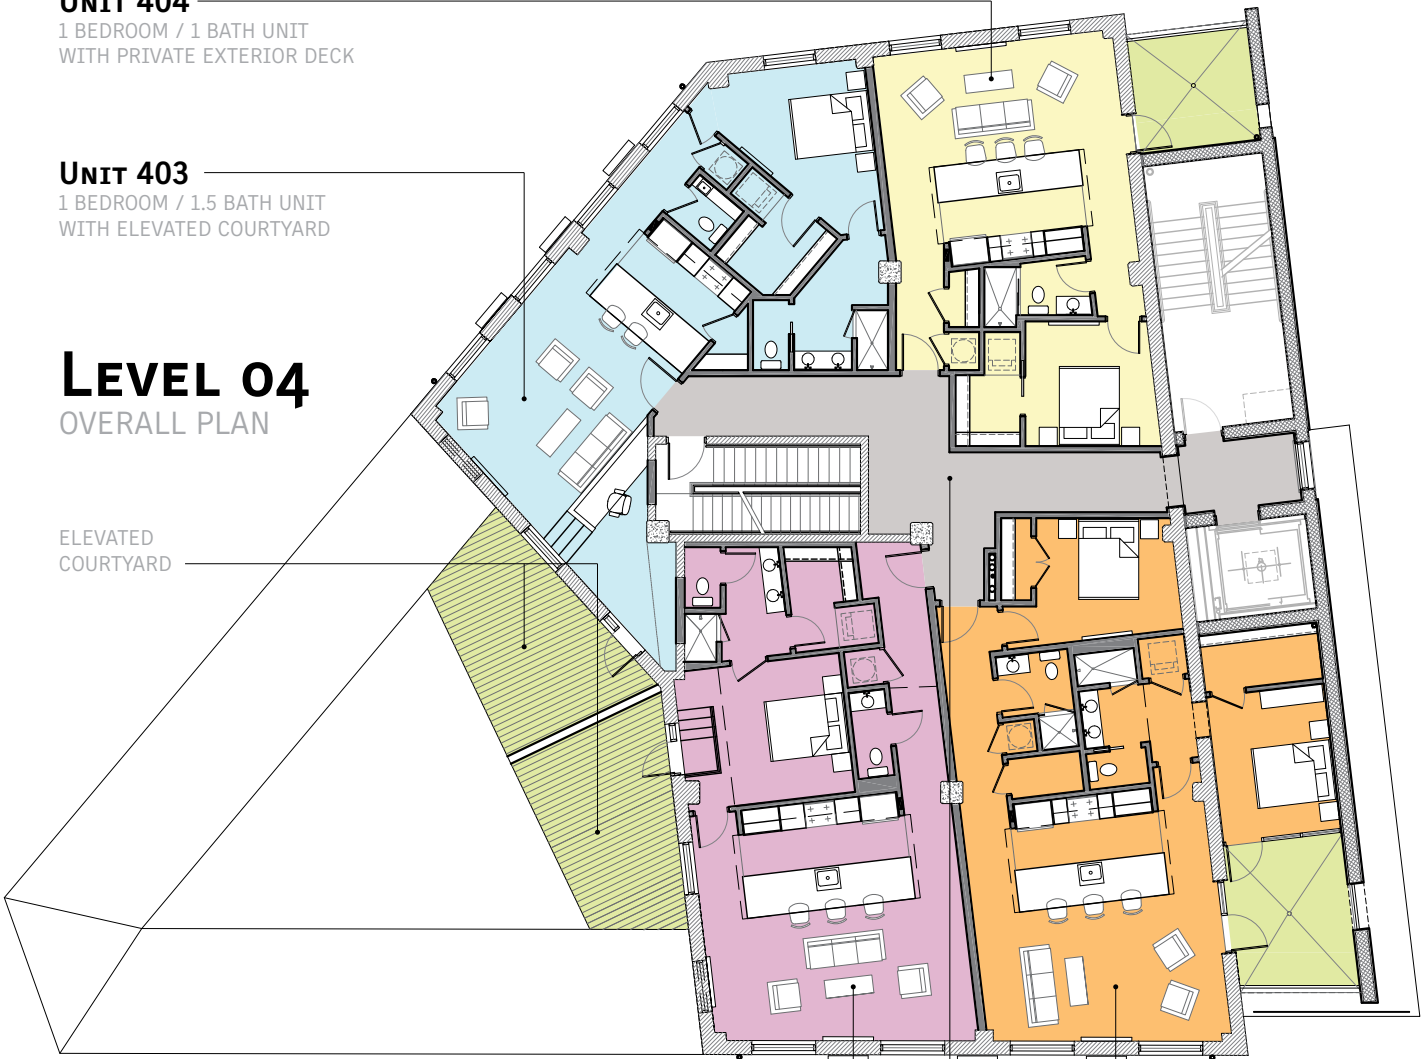 UNIT 404
1 BEDROOM / 1 BATH UNIT
WITH PRIVATE EXTERIOR DECK
UNIT 403
1 BEDROOM / 1.5 BATH UNIT
WITH ELEVATED COURTYARD
LEVEL 04
OVERALL PLAN
ELEVATED
COURTYARD